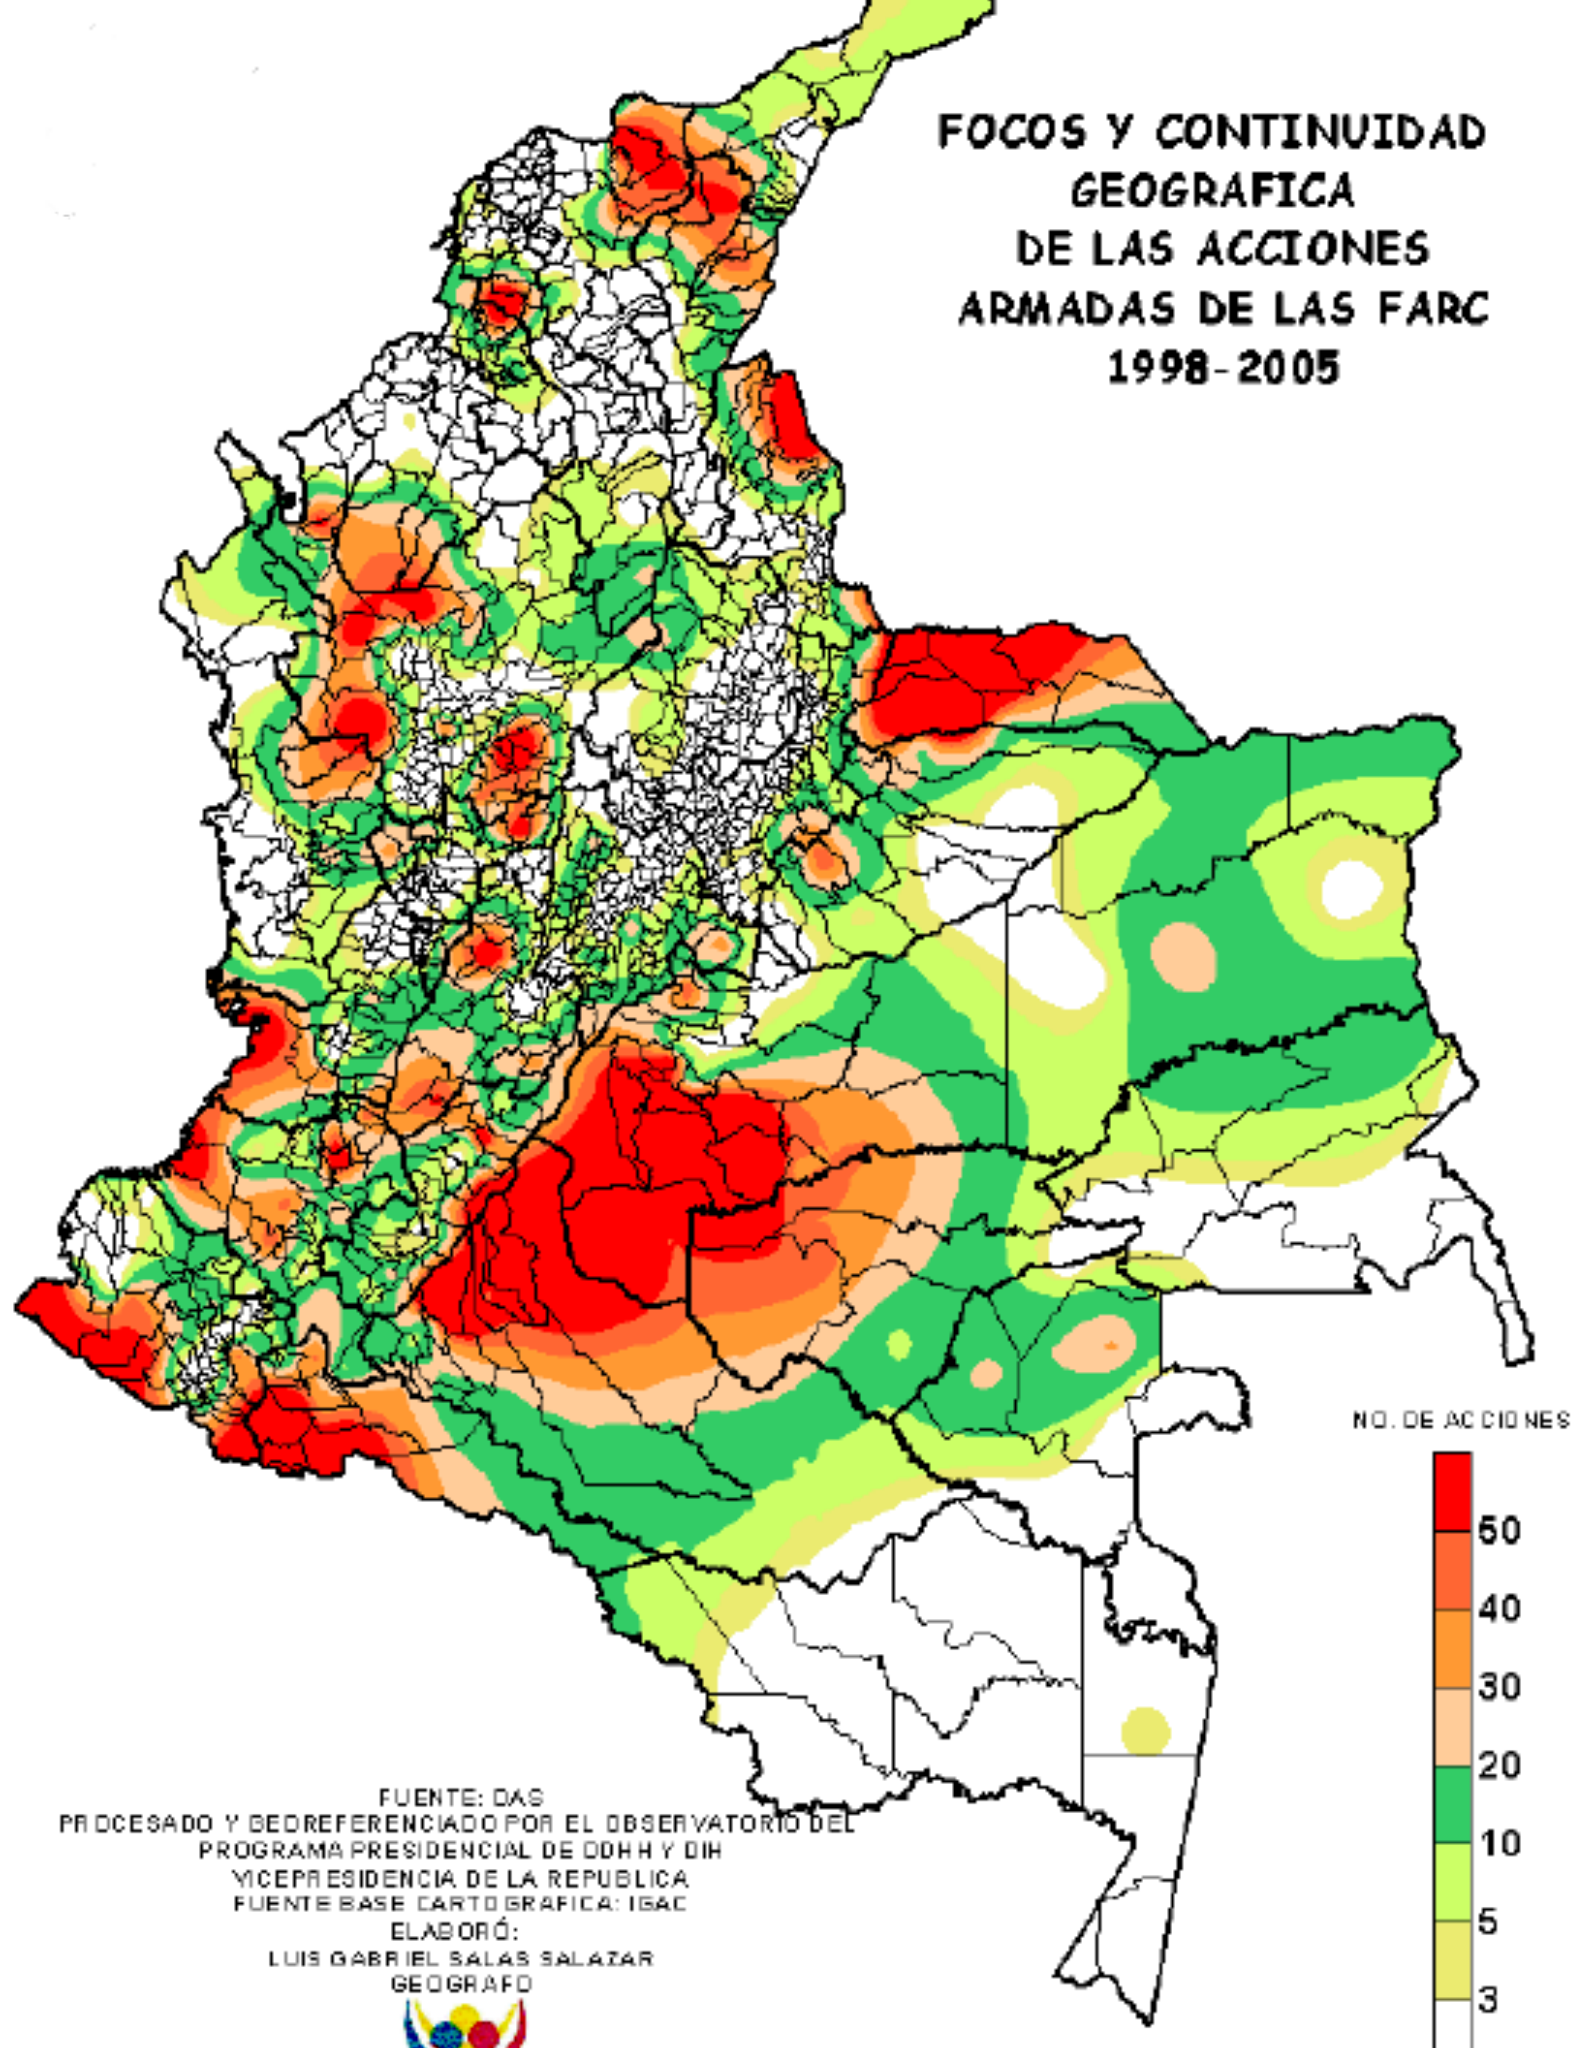 FOCOS Y CONTINUIDAD
GEOGRAFICA
DE LAS ACCIONES
ARMADAS DE LAS FARC
1998-2005
NO. DE ACCIONES
50
40
30
20
10
5
3
FUENTE: DAS
PROCESADO Y GEOREFERENCIADO POR EL OBSERVATORIO DEL
PROGRAMA PRESIDENCIAL DE DDHH Y DIH
VICEPRESIDENCIA DE LA REPUBLICA
FUENTE BASE CARTOGRAFICA: IGAC
ELABORÓ:
LUIS GABRIEL SALAS SALAZAR
GEOGRAFO